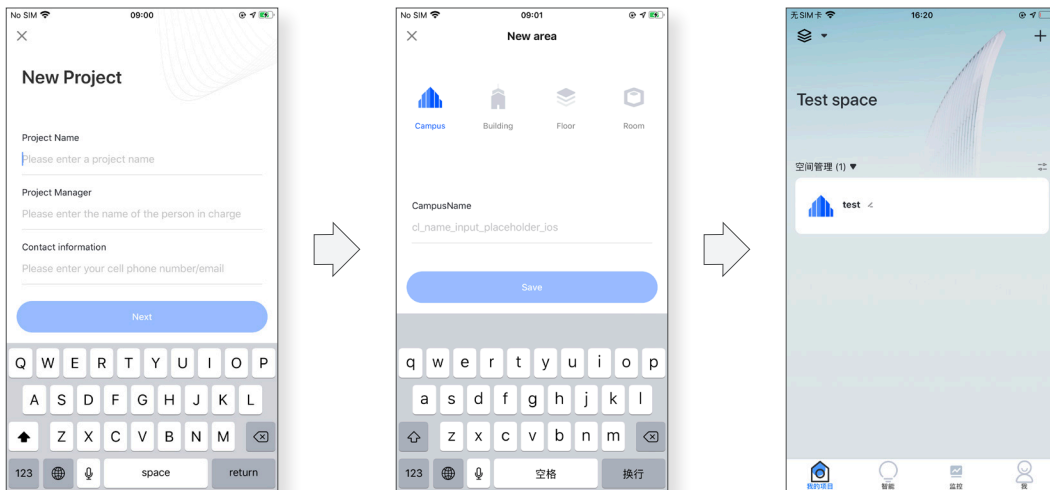 No SIM 09:00
New Project
Project Name
Please enter a project name
Project Manager
Please enter the name of the person in charge
Contact information
Please enter your cell phone number/email
Next
Q W E R T Y U I O P
A S D F G H J K L
Z X C V B N M
123 space return
No SIM 09:01
New area
Campus Building Floor Room
CampusName
cl_name_input_placeholder_ios
Save
q w e r t y u i o p
a s d f g h j k l
z x c v b n m
123 空格 换行
无SIM卡 16:20
Test space
空间管理 (1) ▼
test
我的项目 智能 监控 我